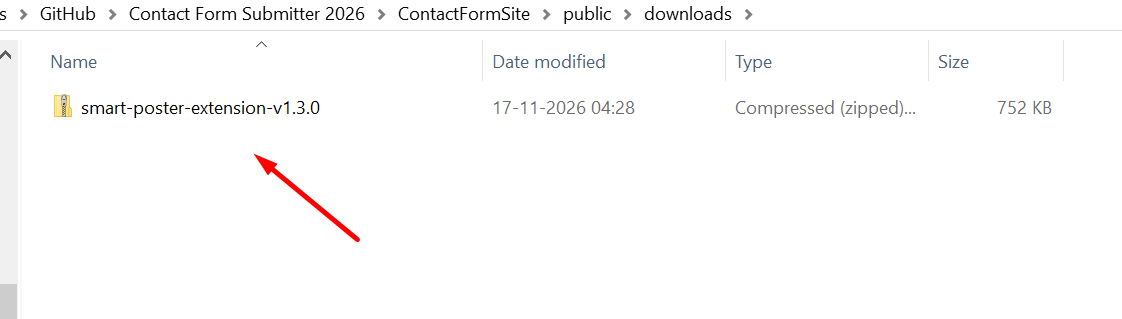 s > GitHub > Contact Form Submitter 2026 > ContactFormSite > public > downloads >
Name Date modified Type Size
smart-poster-extension-v1.3.0 17-11-2026 04:28 Compressed (zipped)... 752 KB